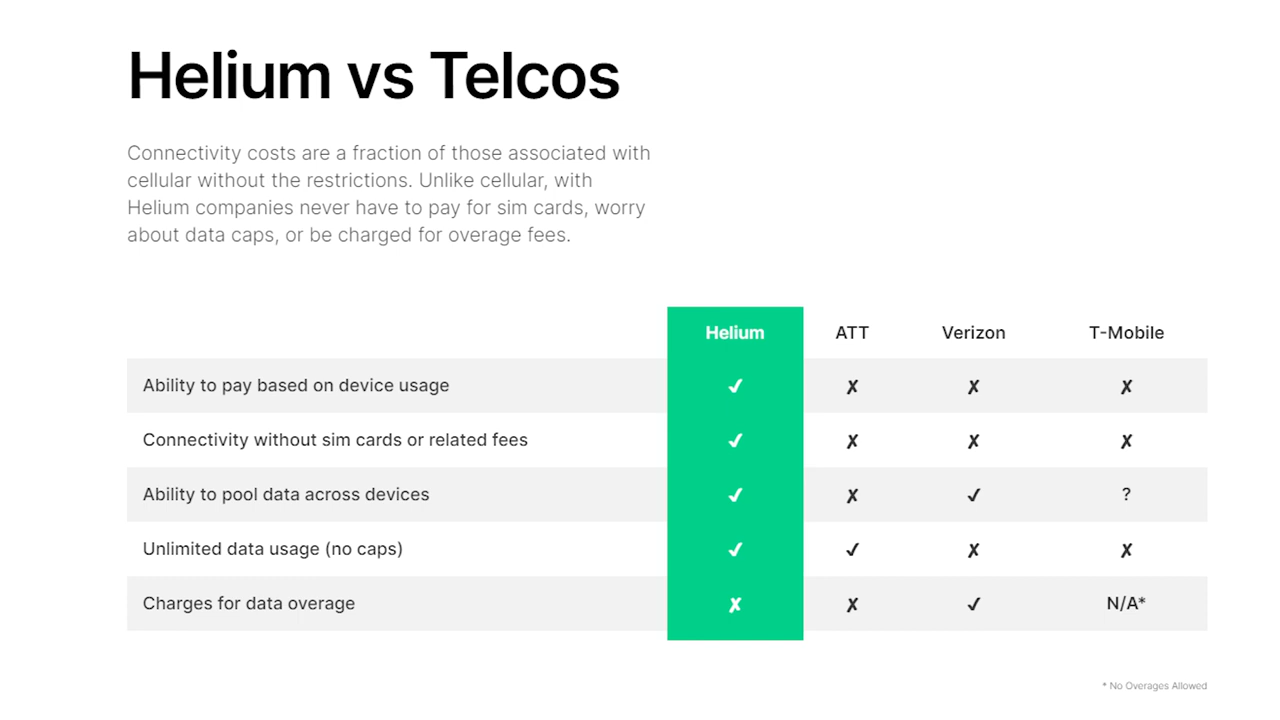 Helium vs Telcos
Connectivity costs are a fraction of those associated with
cellular without the restrictions. Unlike cellular, with
Helium companies never have to pay for sim cards, worry
about data caps, or be charged for overage fees.
Helium ATT Verizon T-Mobile
Ability to pay based on device usage ✓ ✗ ✗ ✗
Connectivity without sim cards or related fees ✓ ✗ ✗ ✗
Ability to pool data across devices ✓ ✗ ✓ ?
Unlimited data usage (no caps) ✓ ✓ ✗ ✗
Charges for data overage ✗ ✗ ✓ N/A*
* No Overages Allowed